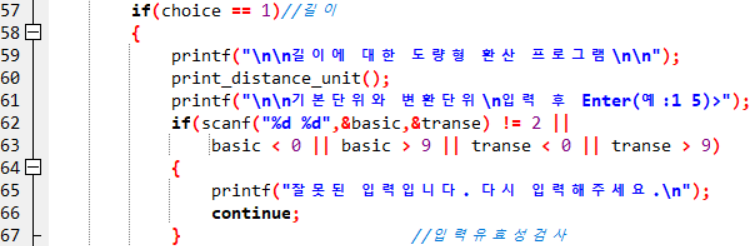 57 if(choice == 1)//길이
58 {
59 printf("\n\n길이에 대한 도량형 환산 프로그램\n\n");
60 print_distance_unit();
61 printf("\n\n기본단위와 변환단위\n입력 후 Enter(예 :1 5)>");
62 if(scanf("%d %d",&basic,&transe) != 2 ||
63 basic < 0 || basic > 9 || transe < 0 || transe > 9)
64 {
65 printf("잘못된 입력입니다.다시 입력해주세요.\n");
66 continue;
67 } //입력유효성검사